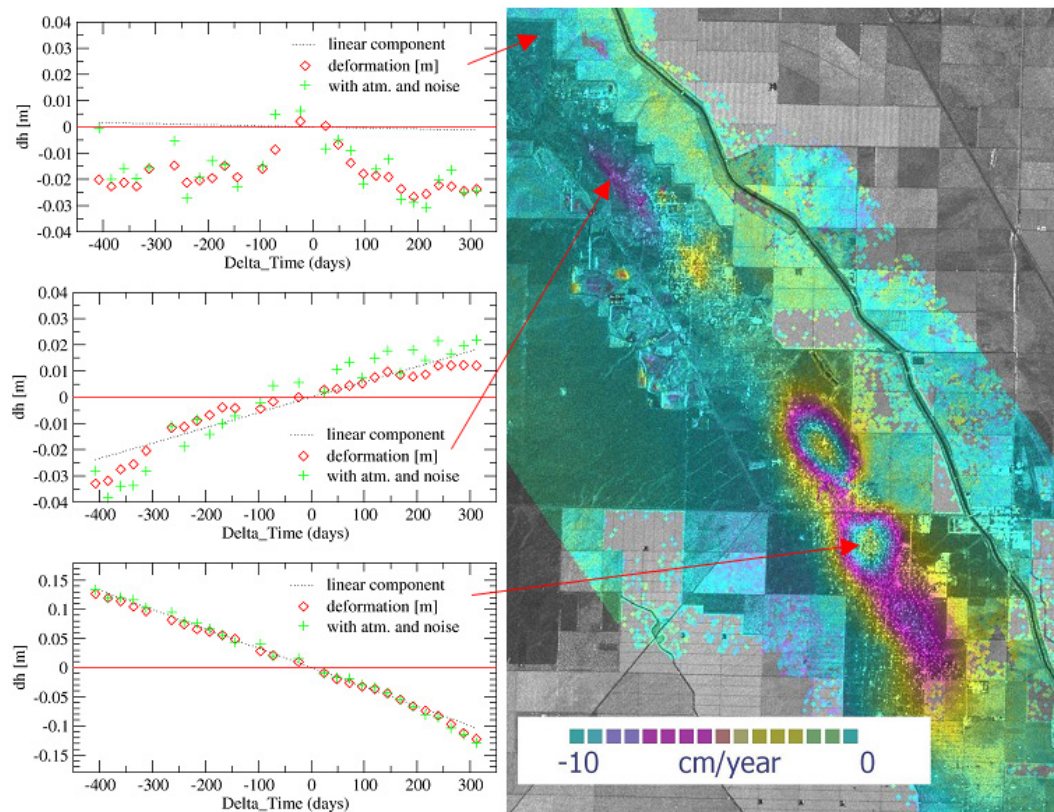 0.04
0.03
0.02
0.01
0
-0.01
-0.02
-0.03
-0.04
dh [m]
linear component
deformation [m]
with atm. and noise
-400 -300 -200 -100 0 100 200 300
Delta_Time (days)
0.04
0.03
0.02
0.01
0
-0.01
-0.02
-0.03
-0.04
dh [m]
linear component
deformation [m]
with atm. and noise
-400 -300 -200 -100 0 100 200 300
Delta_Time (days)
0.15
0.1
0.05
0
-0.05
-0.1
-0.15
dh [m]
linear component
deformation [m]
with atm. and noise
-400 -300 -200 -100 0 100 200 300
Delta_Time (days)
-10 cm/year 0